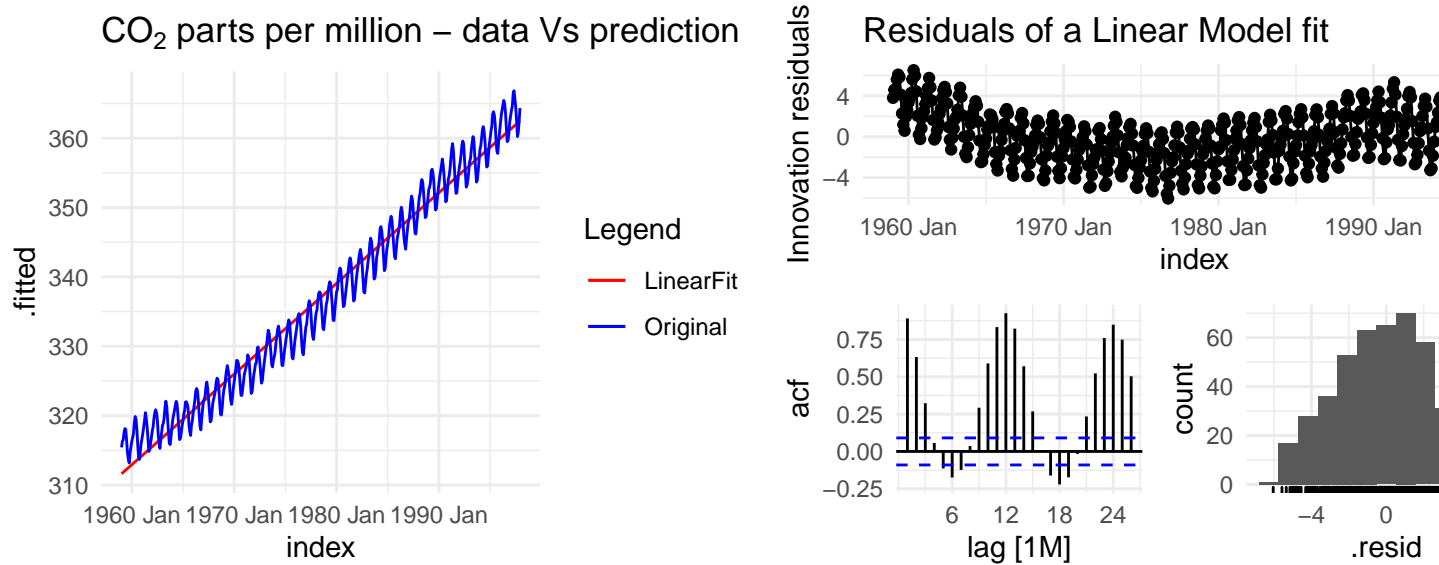 CO₂ parts per million − data Vs prediction
360
350
340
330
320
310
.fitted
1960 Jan 1970 Jan 1980 Jan 1990 Jan
index
Legend
LinearFit
Original
Residuals of a Linear Model fit
Innovation residuals
4
0
−4
1960 Jan 1970 Jan 1980 Jan 1990 Jan
index
acf
0.75
0.50
0.25
0.00
−0.25
6 12 18 24
lag [1M]
count
60
40
20
0
−4 0
.resid